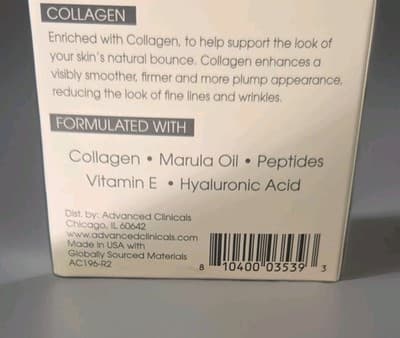 COLLAGEN
Enriched with Collagen, to help support the look of
your skin's natural bounce. Collagen enhances a
visibly smoother, firmer and more plump appearance,
reducing the look of fine lines and wrinkles.
FORMULATED WITH
Collagen • Marula Oil • Peptides
Vitamin E • Hyaluronic Acid
Dist. by: Advanced Clinicals
Chicago, IL 60642
www.advancedclinicals.com
Made in USA with
Globally Sourced Materials
AC196-R2
8 10400 03539 3